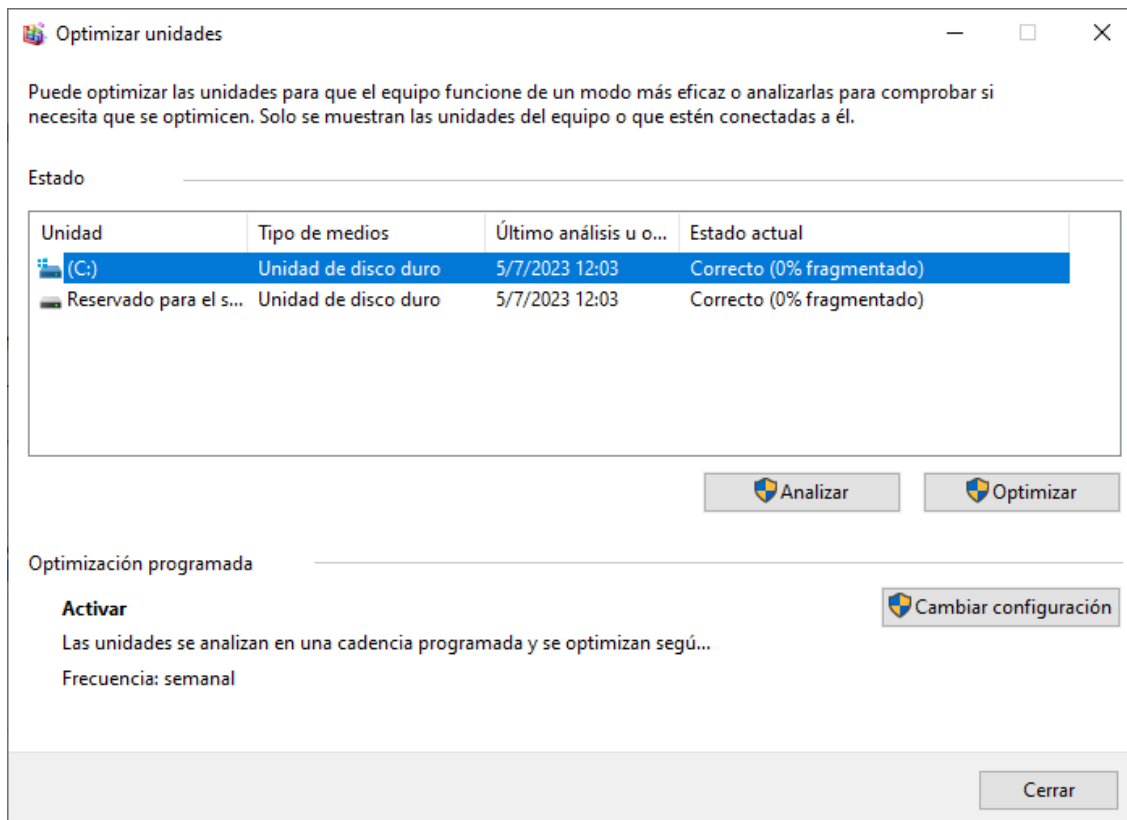 Optimizar unidades
Puede optimizar las unidades para que el equipo funcione de un modo más eficaz o analizarlas para comprobar si
necesita que se optimicen. Solo se muestran las unidades del equipo o que estén conectadas a él.
Estado
Unidad Tipo de medios Último análisis u o... Estado actual
(C:) Unidad de disco duro 5/7/2023 12:03 Correcto (0% fragmentado)
Reservado para el s... Unidad de disco duro 5/7/2023 12:03 Correcto (0% fragmentado)
Analizar Optimizar
Optimización programada
Activar Cambiar configuración
Las unidades se analizan en una cadencia programada y se optimizan segú...
Frecuencia: semanal
Cerrar